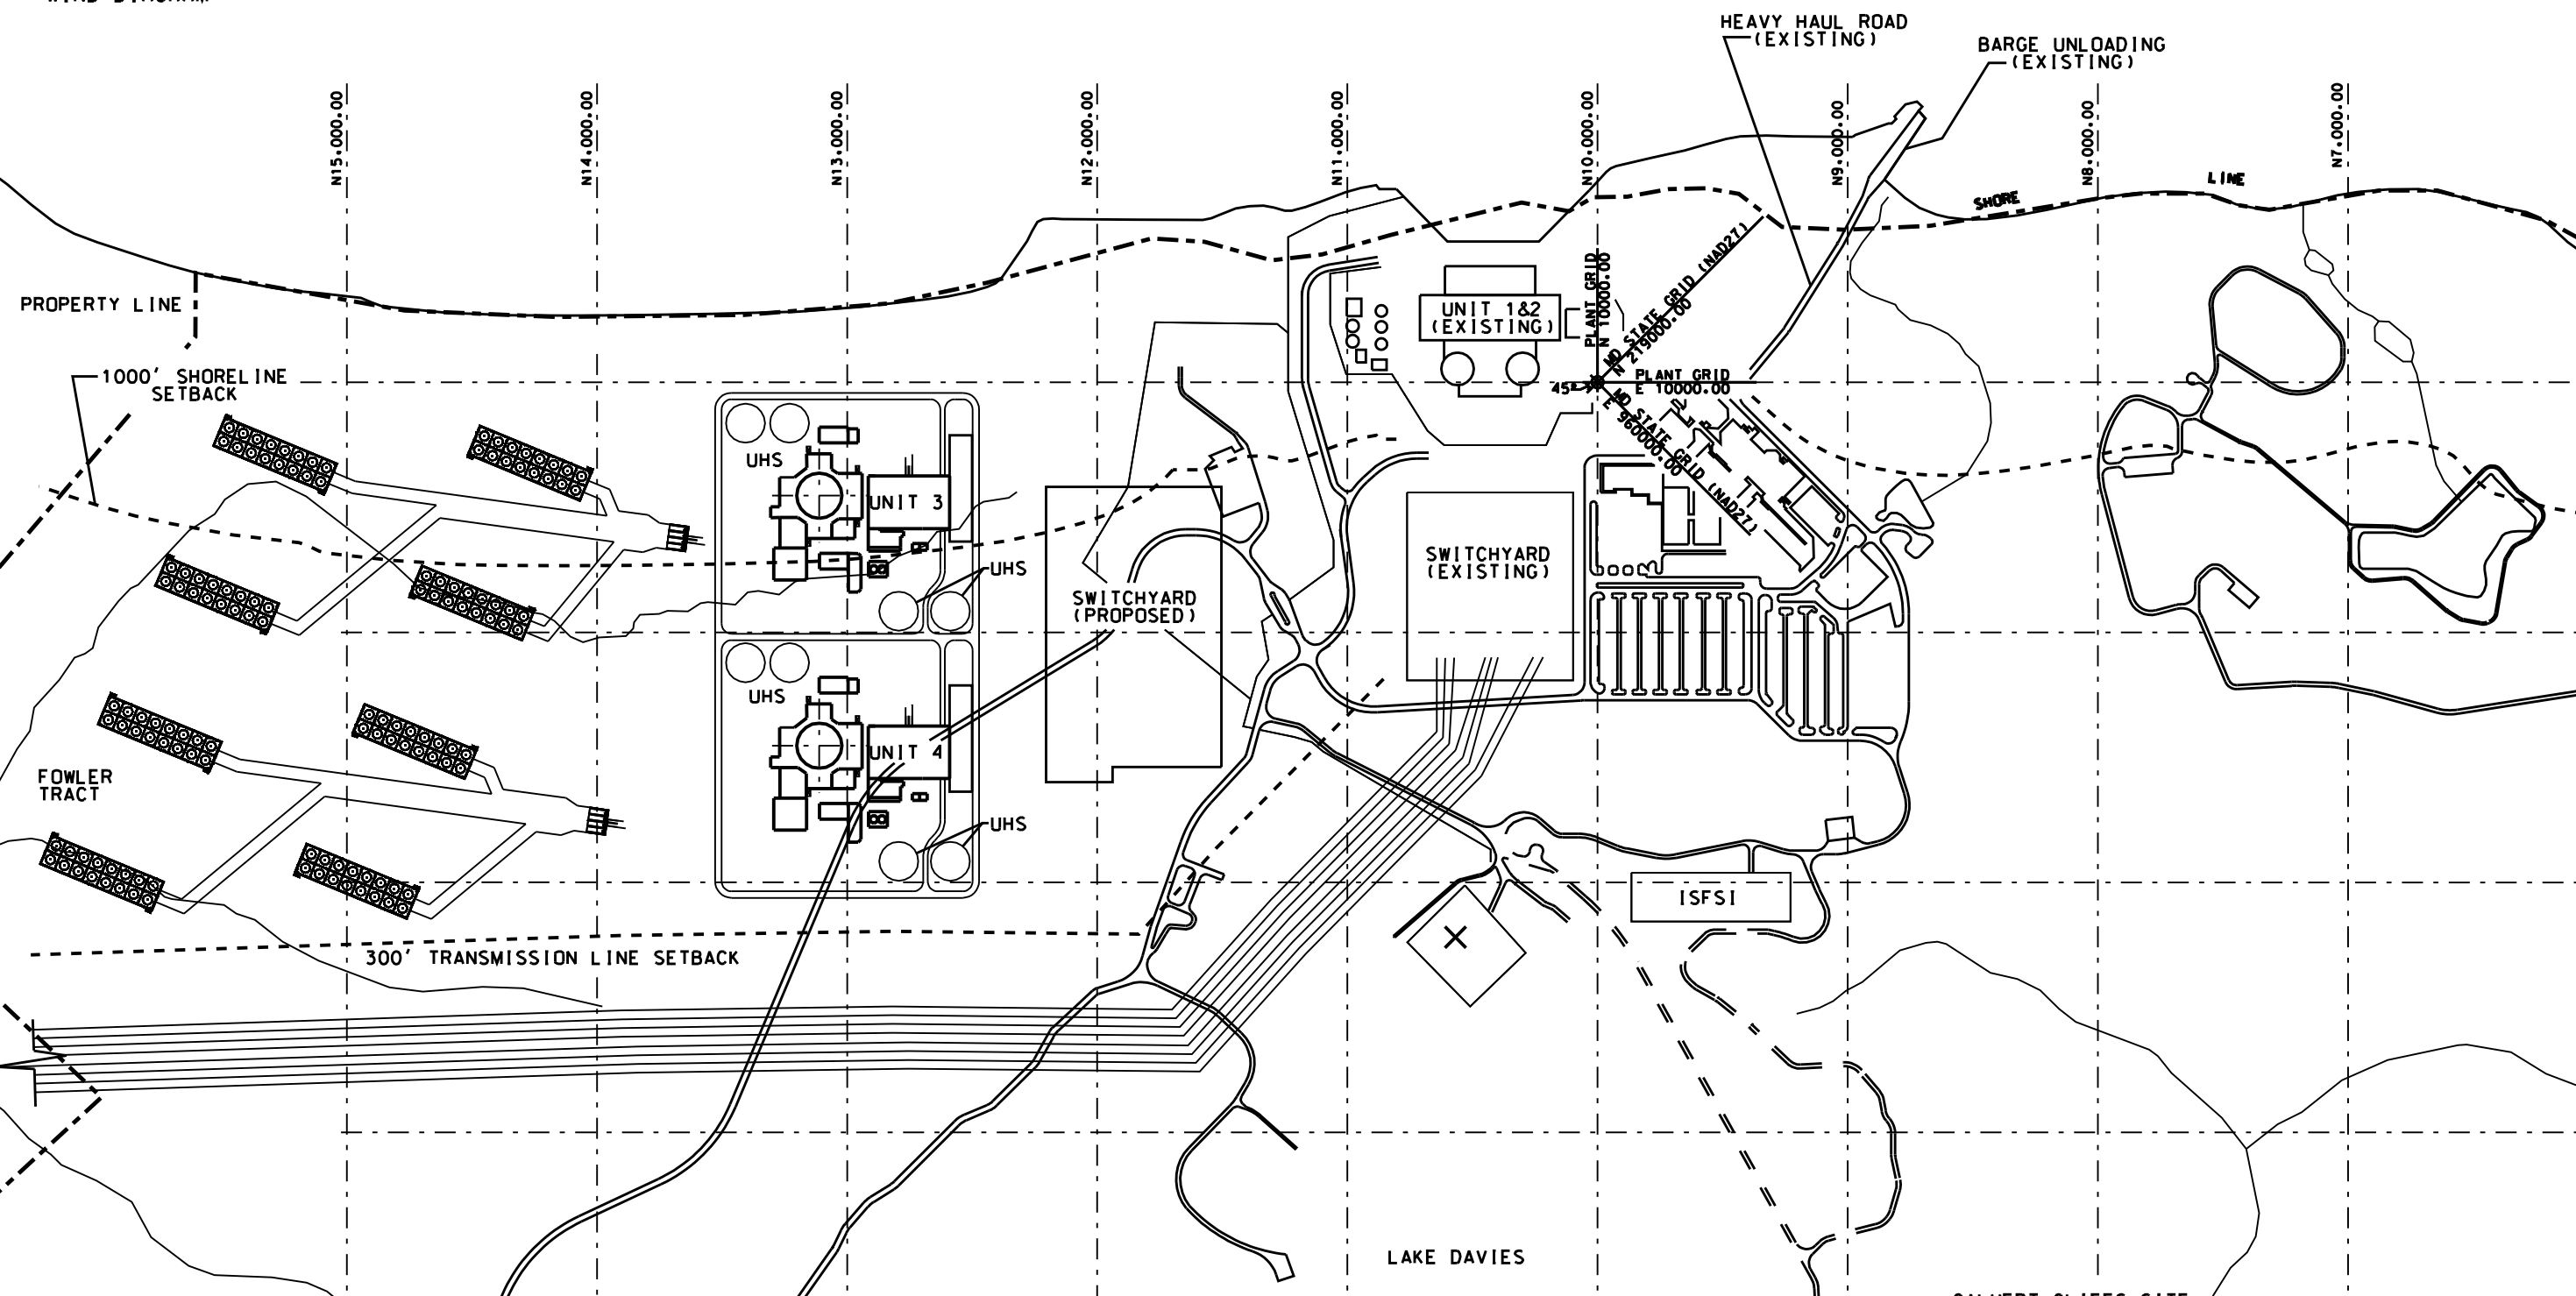 HEAVY HAUL ROAD
(EXISTING)
BARGE UNLOADING
(EXISTING)
N15,000.00
N14,000.00
N13,000.00
N12,000.00
N11,000.00
N10,000.00
N9,000.00
N8,000.00
N7,000.00
SHORE LINE
PROPERTY LINE
1000' SHORELINE
SETBACK
UNIT 1&2
(EXISTING)
PLANT GRID
N 10000.00
MD STATE GRID (NAD27)
N 219000.00
45°
PLANT GRID
E 10000.00
MD STATE GRID (NAD27)
E 960000.00
UHS
UNIT 3
UHS
SWITCHYARD
(PROPOSED)
SWITCHYARD
(EXISTING)
UHS
UNIT 4
UHS
FOWLER
TRACT
ISFSI
300' TRANSMISSION LINE SETBACK
LAKE DAVIES